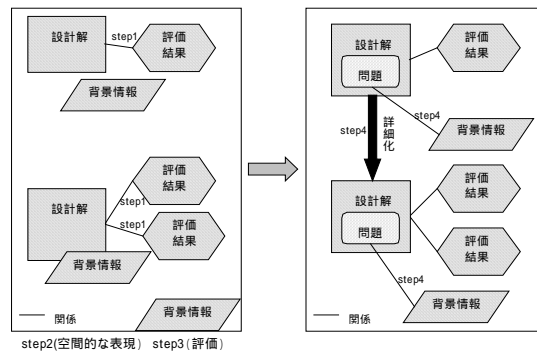 設計解
step1
評価
結果
背景情報
評価
結果
step1
設計解
step1
評価
結果
背景情報
背景情報
関係
step2(空間的な表現) step3(評価)
設計解
評価
結果
問題
step4
詳細化
step4
背景情報
設計解
評価
結果
問題
評価
結果
step4
背景情報
関係